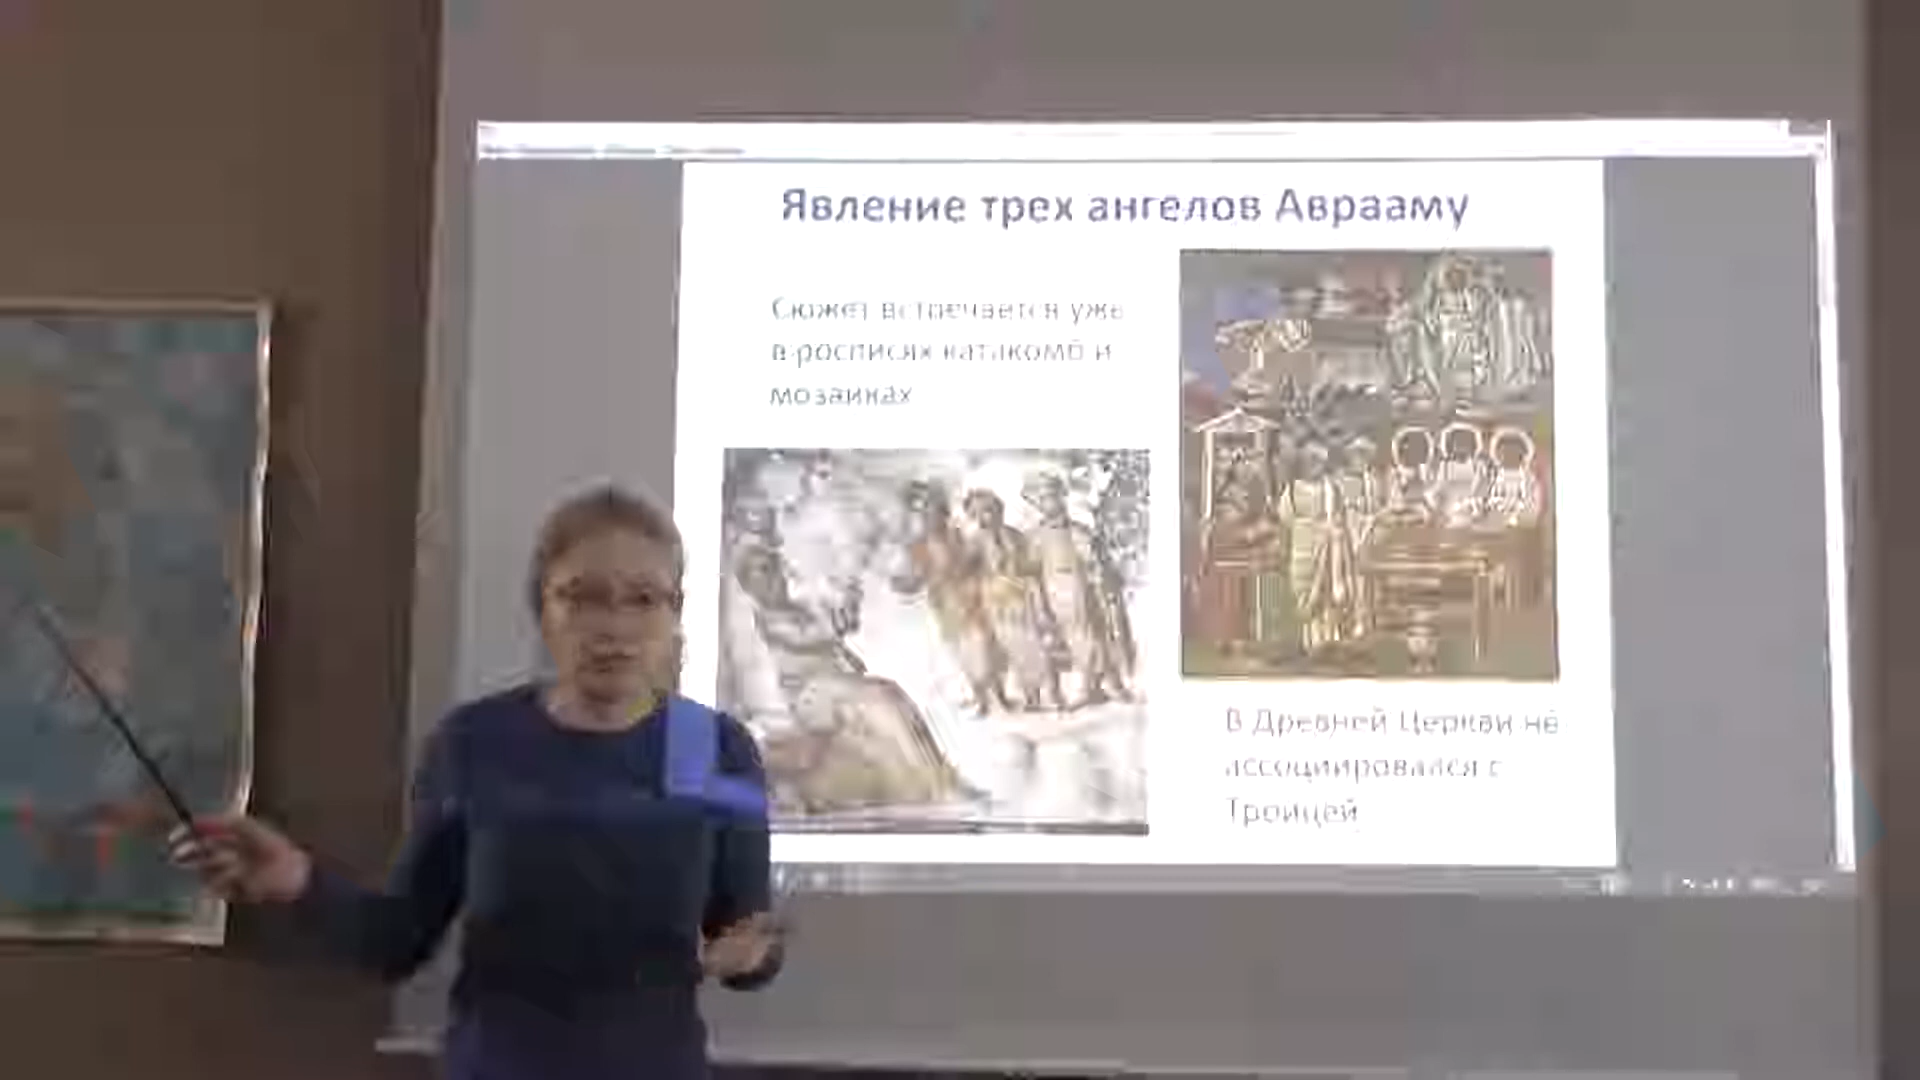 Явление трех ангелов Аврааму
Сюжет встречается уже
в росписях катакомб и
мозаиках
В Древней Церкви не
ассоциировался с
Троицей